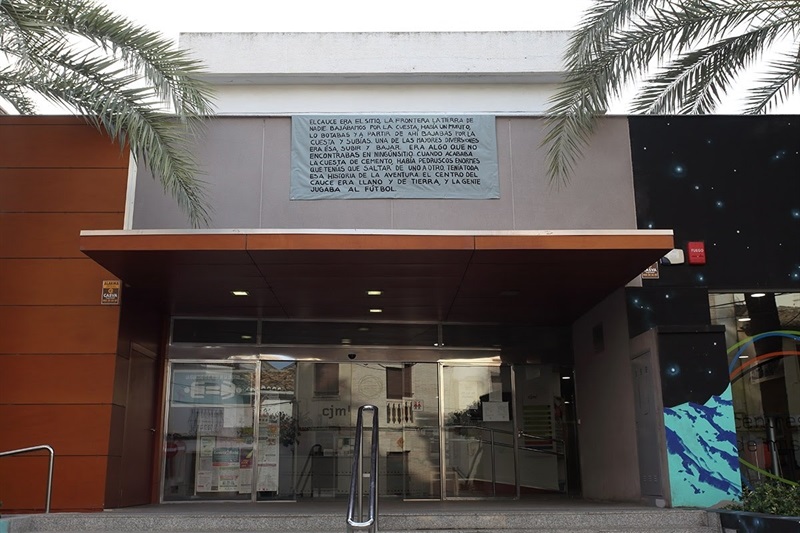 EL CAUCE ERA EL SITIO, LA FRONTERA LA TIERRA DE
NADIE. BAJÁBAMOS POR LA CUESTA, HABÍA UN MURITO,
LO BOTABAS Y A PARTIR DE AHÍ BAJABAS POR LA
CUESTA Y SUBÍAS. UNA DE LAS MAJORES DIVERSIONES
ERA ESA, SUBIR Y BAJAR. ERA ALGO QUE NO
ENCONTRABAS EN NINGÚN SITIO. CUANDO ACABABA
LA CUESTA DE CEMENTO, HABÍA PEDRUSCOS ENORMES
QUE TENÍAS QUE SALTAR DE UNO A OTRO, TENÍA TODA
ESA HISTORIA DE LA AVENTURA. EL CENTRO DEL
CAUCE ERA LLANO Y DE TIERRA, Y LA GENTE
JUGABA AL FÚTBOL.
cjm